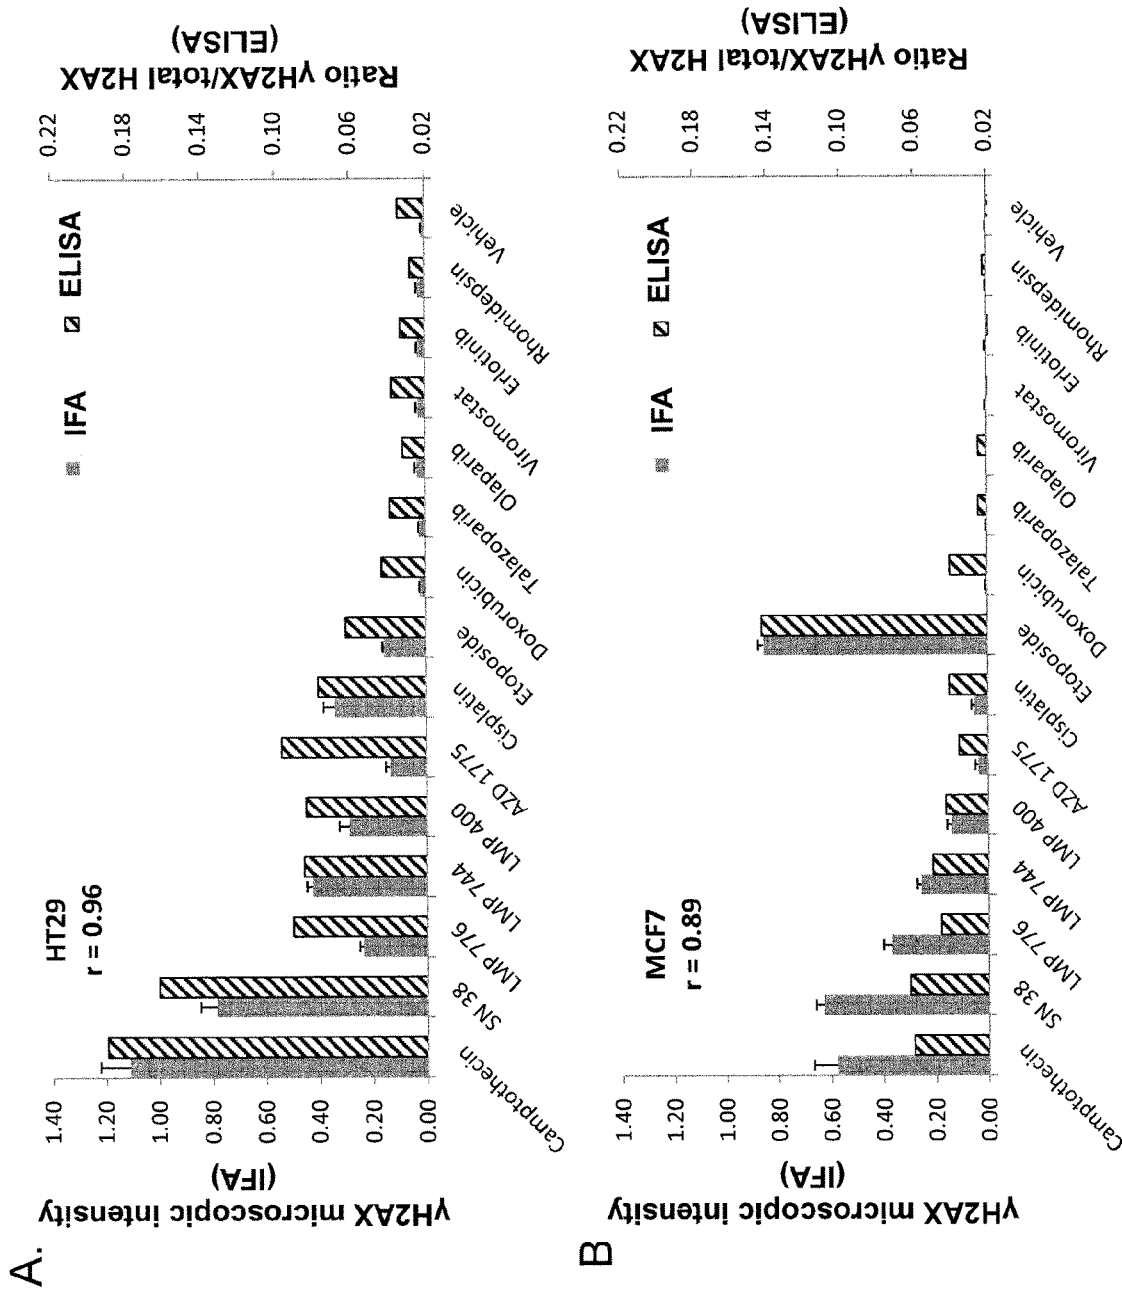 A.
HT29
r = 0.96
IFA
ELISA
γH2AX microscopic intensity
(IFA)
1.40
1.20
1.00
0.80
0.60
0.40
0.20
0.00
Ratio γH2AX/total H2AX
(ELISA)
0.22
0.18
0.14
0.10
0.06
0.02
Camptothecin
SN 38
LMP 776
LMP 744
LMP 400
AZD 1775
Cisplatin
Etoposide
Doxorubicin
Talazoparib
Olaparib
Viromostat
Erlotinib
Rhomidepsin
Vehicle
B
MCF7
r = 0.89
IFA
ELISA
γH2AX microscopic intensity
(IFA)
1.40
1.20
1.00
0.80
0.60
0.40
0.20
0.00
Ratio γH2AX/total H2AX
(ELISA)
0.22
0.18
0.14
0.10
0.06
0.02
Camptothecin
SN 38
LMP 776
LMP 744
LMP 400
AZD 1775
Cisplatin
Etoposide
Doxorubicin
Talazoparib
Olaparib
Viromostat
Erlotinib
Rhomidepsin
Vehicle